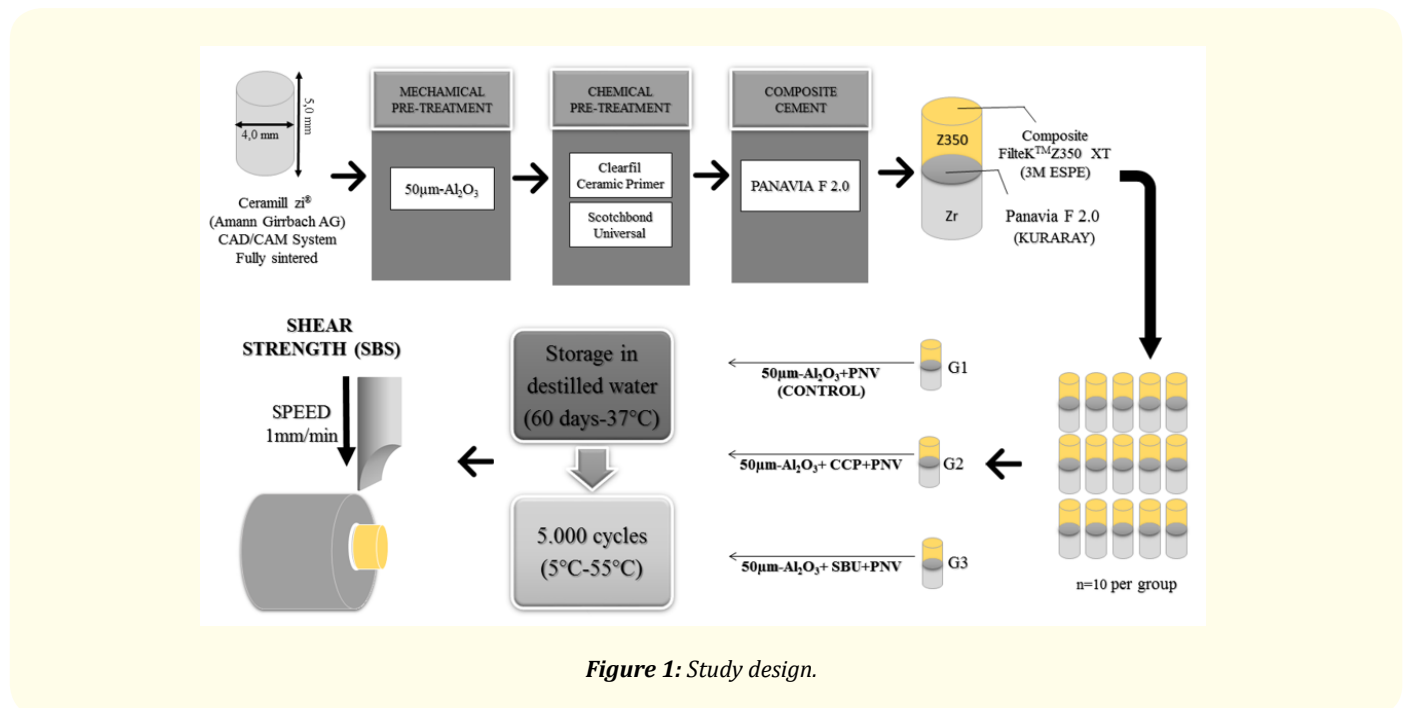 5,0 mm
4,0 mm
Ceramill zi®
(Amann Girrbach AG)
CAD/CAM System
Fully sintered
MECHAMICAL
PRE-TREATMENT
50µm-Al₂O₃
CHEMICAL
PRE-TREATMENT
Clearfil
Ceramic Primer
Scotchbond
Universal
COMPOSITE
CEMENT
PANAVIA F 2.0
Z350
Zr
Composite
FilteK™Z350 XT
(3M ESPE)
Panavia F 2.0
(KURARAY)
SHEAR
STRENGTH (SBS)
SPEED
1mm/min
Storage in
destilled water
(60 days-37°C)
5.000 cycles
(5°C-55°C)
50µm-Al₂O₃+PNV
(CONTROL)
G1
50µm-Al₂O₃+ CCP+PNV
G2
50µm-Al₂O₃+ SBU+PNV
G3
n=10 per group
Figure 1: Study design.